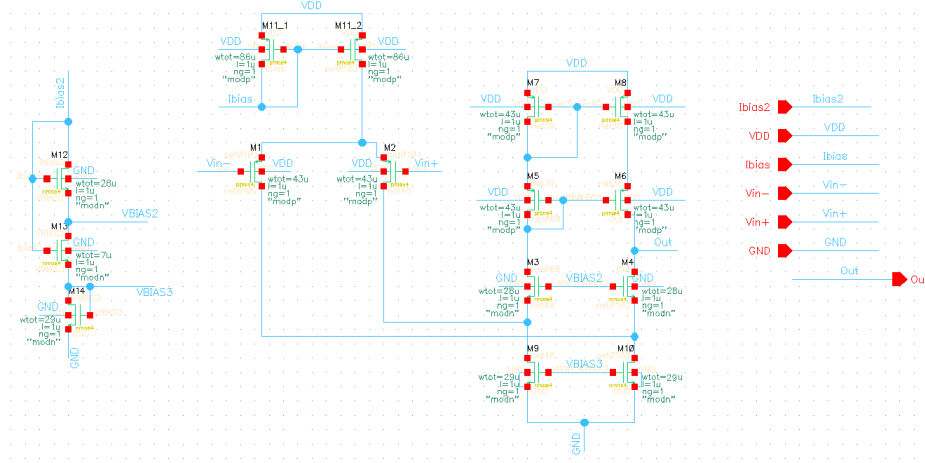 VDD
M11_1
M11_2
VDD
VDD
wtot=86u
l=1u
ng=1
"modp"
wtot=86u
l=1u
ng=1
"modp"
Ibias
Ibias2
M12
GND
wtot=28u
l=1u
ng=1
"modn"
VBIAS2
M13
GND
wtot=7u
l=1u
ng=1
"modn"
VBIAS3
M14
GND
wtot=29u
l=1u
ng=1
"modn"
GND
M1
Vin-
VDD
wtot=43u
l=1u
ng=1
"modp"
M2
VDD
Vin+
wtot=43u
l=1u
ng=1
"modp"
VDD
M7
M8
VDD
VDD
wtot=43u
l=1u
ng=1
"modp"
wtot=43u
l=1u
ng=1
"modp"
M5
M6
VDD
VDD
wtot=43u
l=1u
ng=1
"modp"
wtot=43u
l=1u
ng=1
"modp"
Out
M3
M4
GND
VBIAS2
GND
wtot=28u
l=1u
ng=1
"modn"
wtot=28u
l=1u
ng=1
"modn"
M9
M10
VBIAS3
wtot=29u
l=1u
ng=1
"modn"
wtot=29u
l=1u
ng=1
"modn"
GND
Ibias2
Ibias2
VDD
VDD
Ibias
Ibias
Vin-
Vin-
Vin+
Vin+
GND
GND
Out
Ou